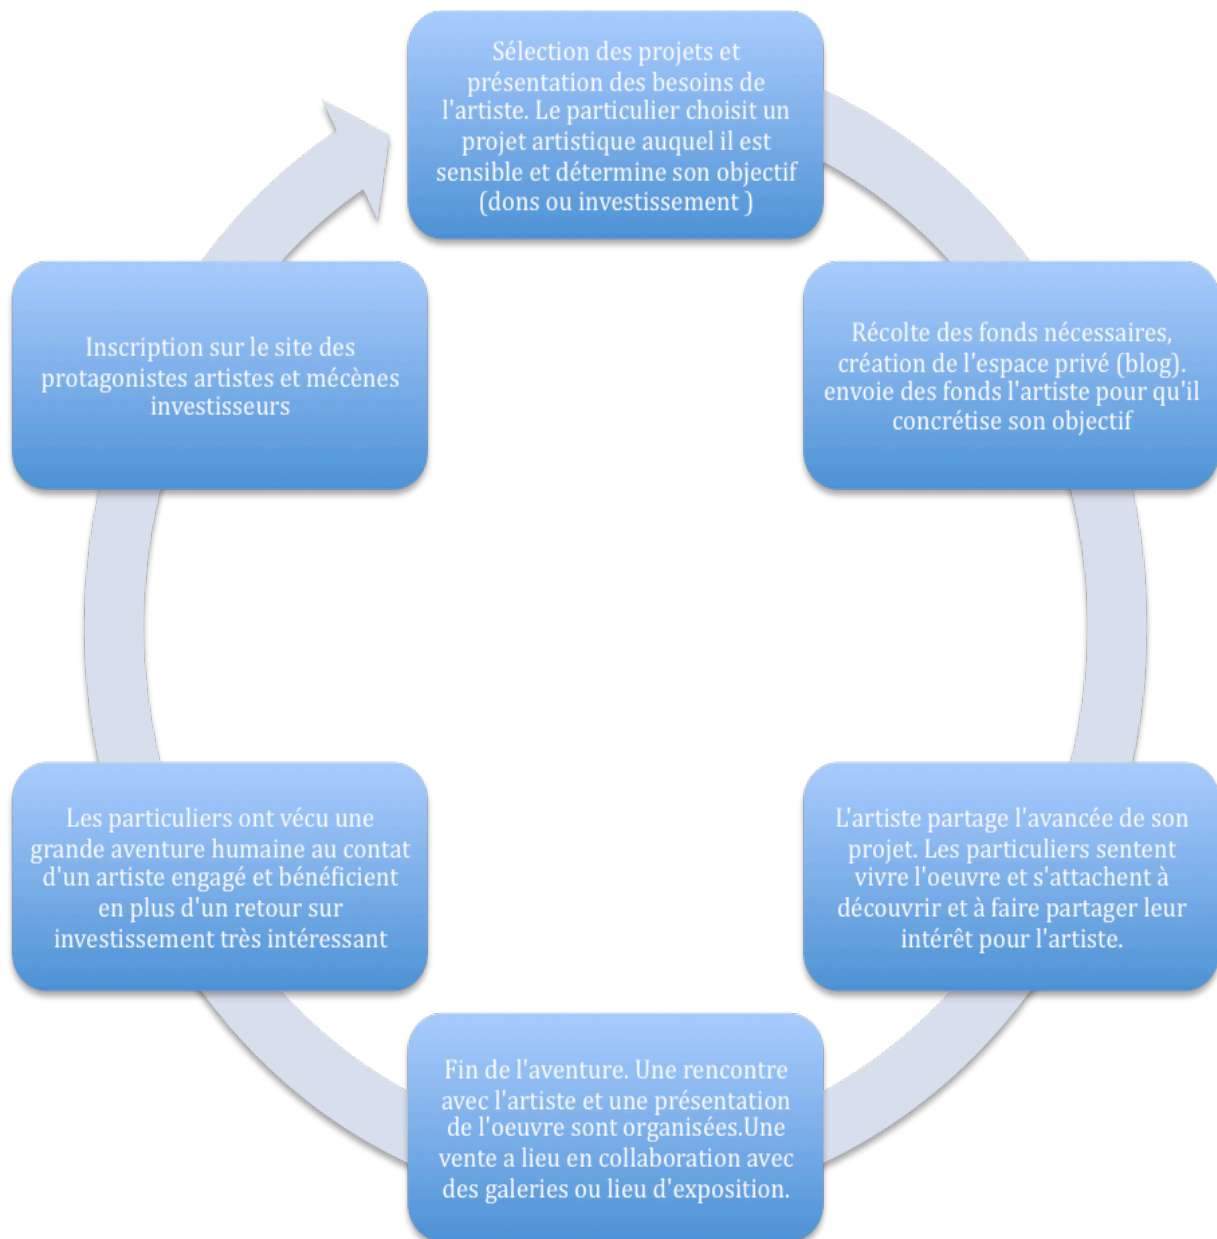 Sélection des projets et
présentation des besoins de
l'artiste. Le particulier choisit un
projet artistique auquel il est
sensible et détermine son objectif
(dons ou investissement )
Récolte des fonds nécessaires,
création de l'espace privé (blog).
envoie des fonds l'artiste pour qu'il
concrétise son objectif
L'artiste partage l'avancée de son
projet. Les particuliers sentent
vivre l'oeuvre et s'attachent à
découvrir et à faire partager leur
intérêt pour l'artiste.
Fin de l'aventure. Une rencontre
avec l'artiste et une présentation
de l'oeuvre sont organisées.Une
vente a lieu en collaboration avec
des galeries ou lieu d'exposition.
Les particuliers ont vécu une
grande aventure humaine au contat
d'un artiste engagé et bénéficient
en plus d'un retour sur
investissement très intéressant
Inscription sur le site des
protagonistes artistes et mécènes
investisseurs